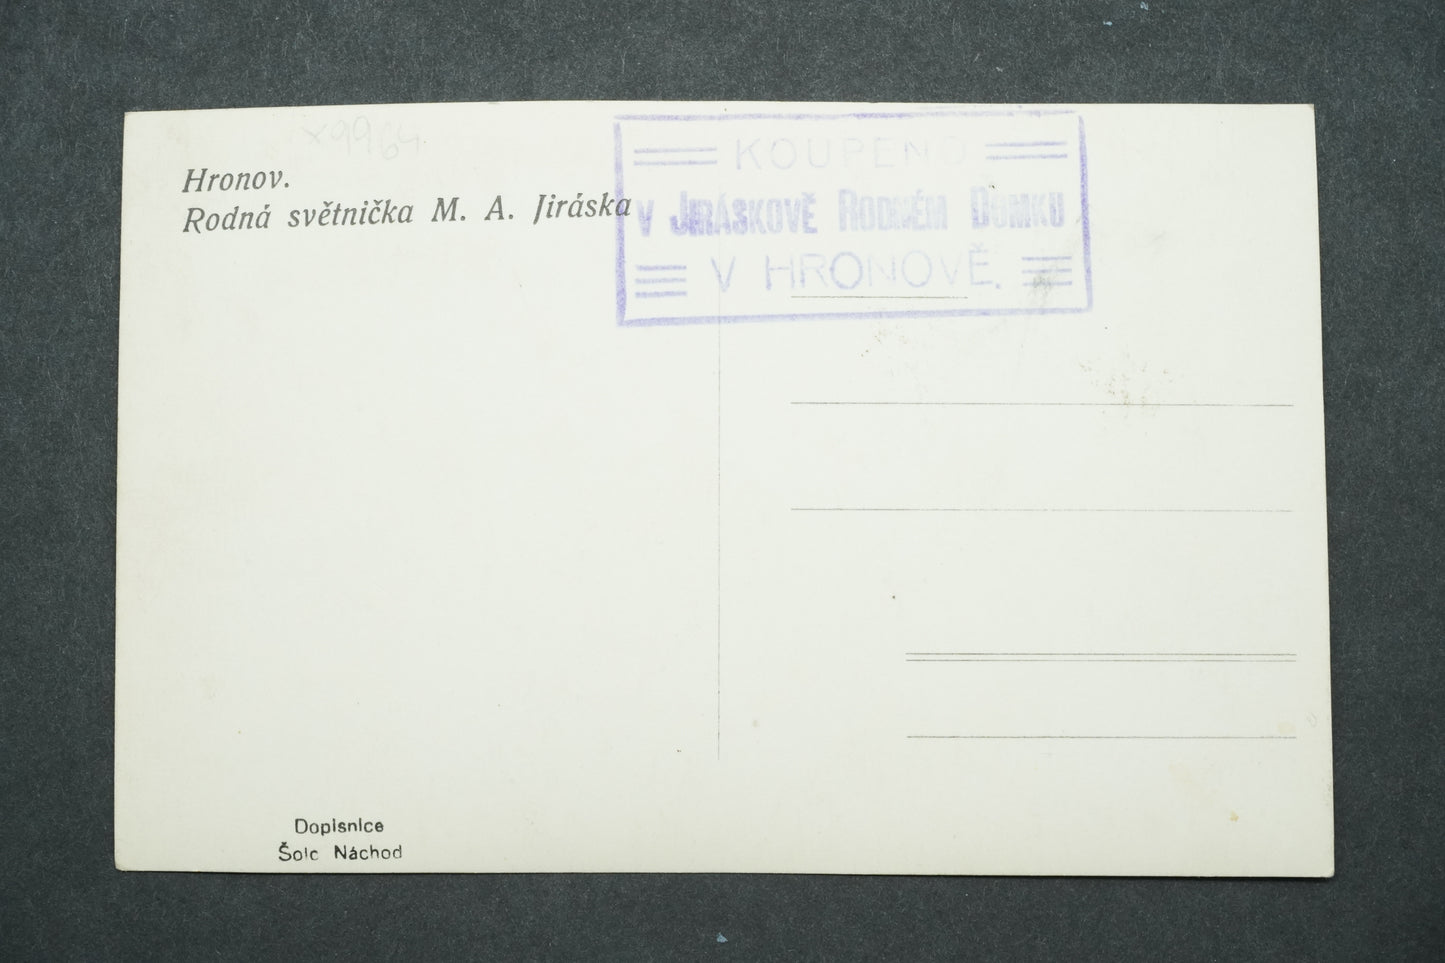 x9964
Hronov.
Rodná světnička M. A. Jiráska
KOUPENO
V JIRÁSKOVĚ RODNÉM DOMKU
V HRONOVĚ.
Dopisnice
Šolc Náchod